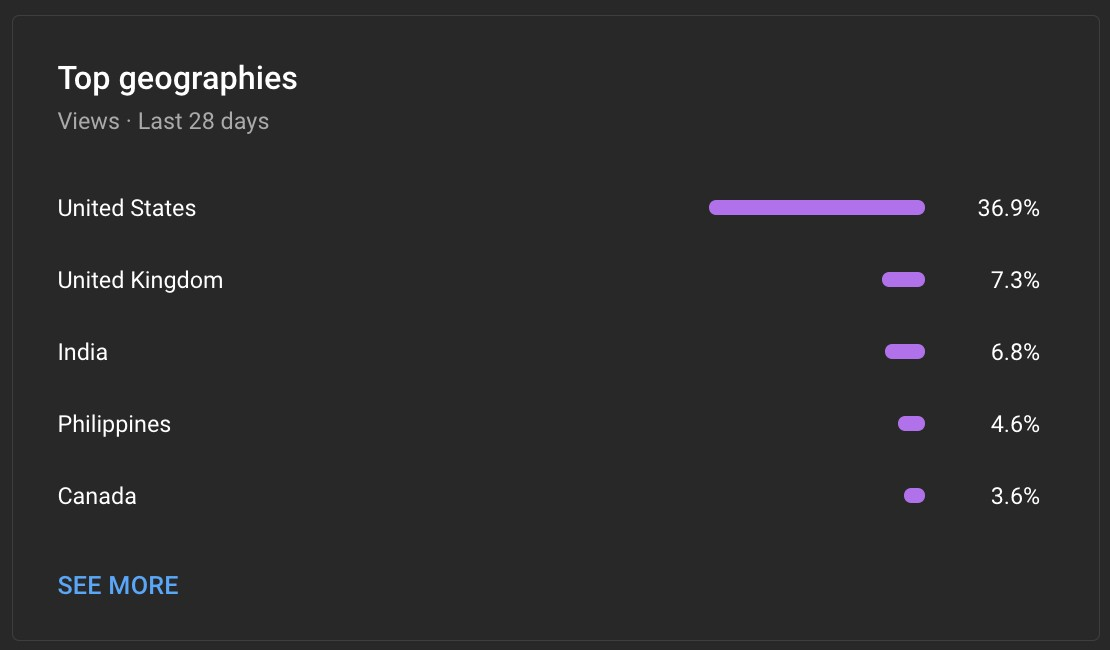 Top geographies
Views · Last 28 days
United States 36.9%
United Kingdom 7.3%
India 6.8%
Philippines 4.6%
Canada 3.6%
SEE MORE